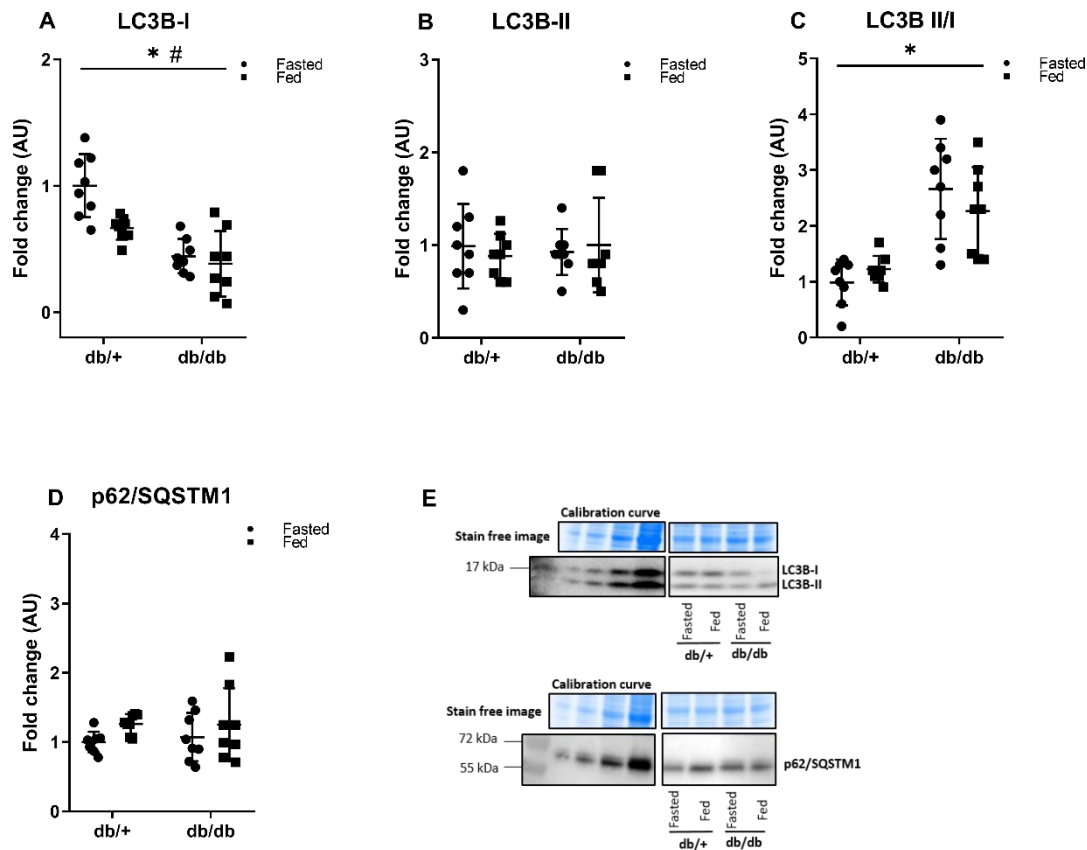 A LC3B-I
* #
Fasted
Fed
Fold change (AU)
2
1
0
db/+ db/db
B LC3B-II
Fasted
Fed
Fold change (AU)
3
2
1
0
db/+ db/db
C LC3B II/I
*
Fasted
Fed
Fold change (AU)
5
4
3
2
1
0
db/+ db/db
D p62/SQSTM1
Fasted
Fed
Fold change (AU)
4
3
2
1
0
db/+ db/db
E
Calibration curve
Stain free image
17 kDa
LC3B-I
LC3B-II
Fasted Fed Fasted Fed
db/+ db/db
Calibration curve
Stain free image
72 kDa
55 kDa
p62/SQSTM1
Fasted Fed Fasted Fed
db/+ db/db